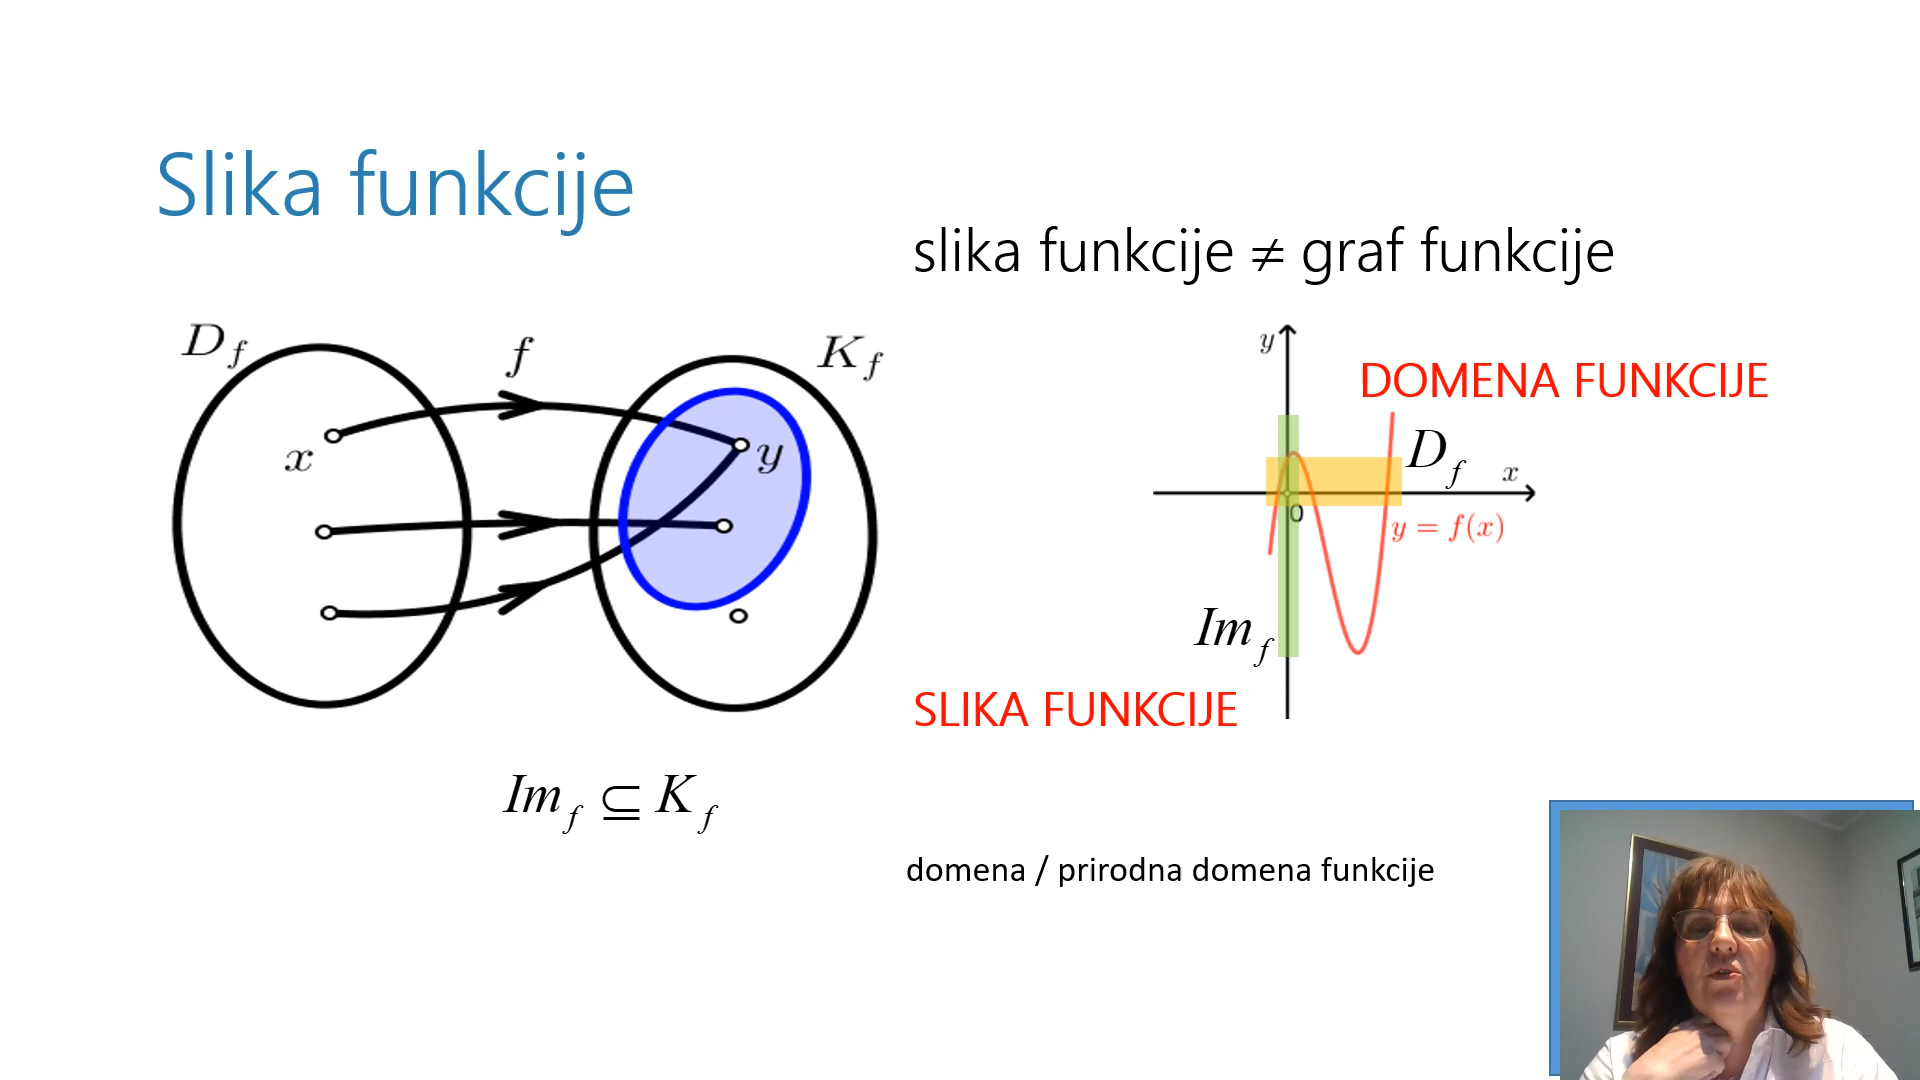 Slika funkcije
slika funkcije ≠ graf funkcije
D_f
f
K_f
x
y
Im_f ⊆ K_f
y
DOMENA FUNKCIJE
D_f
x
0
y = f(x)
Im_f
SLIKA FUNKCIJE
domena / prirodna domena funkcije